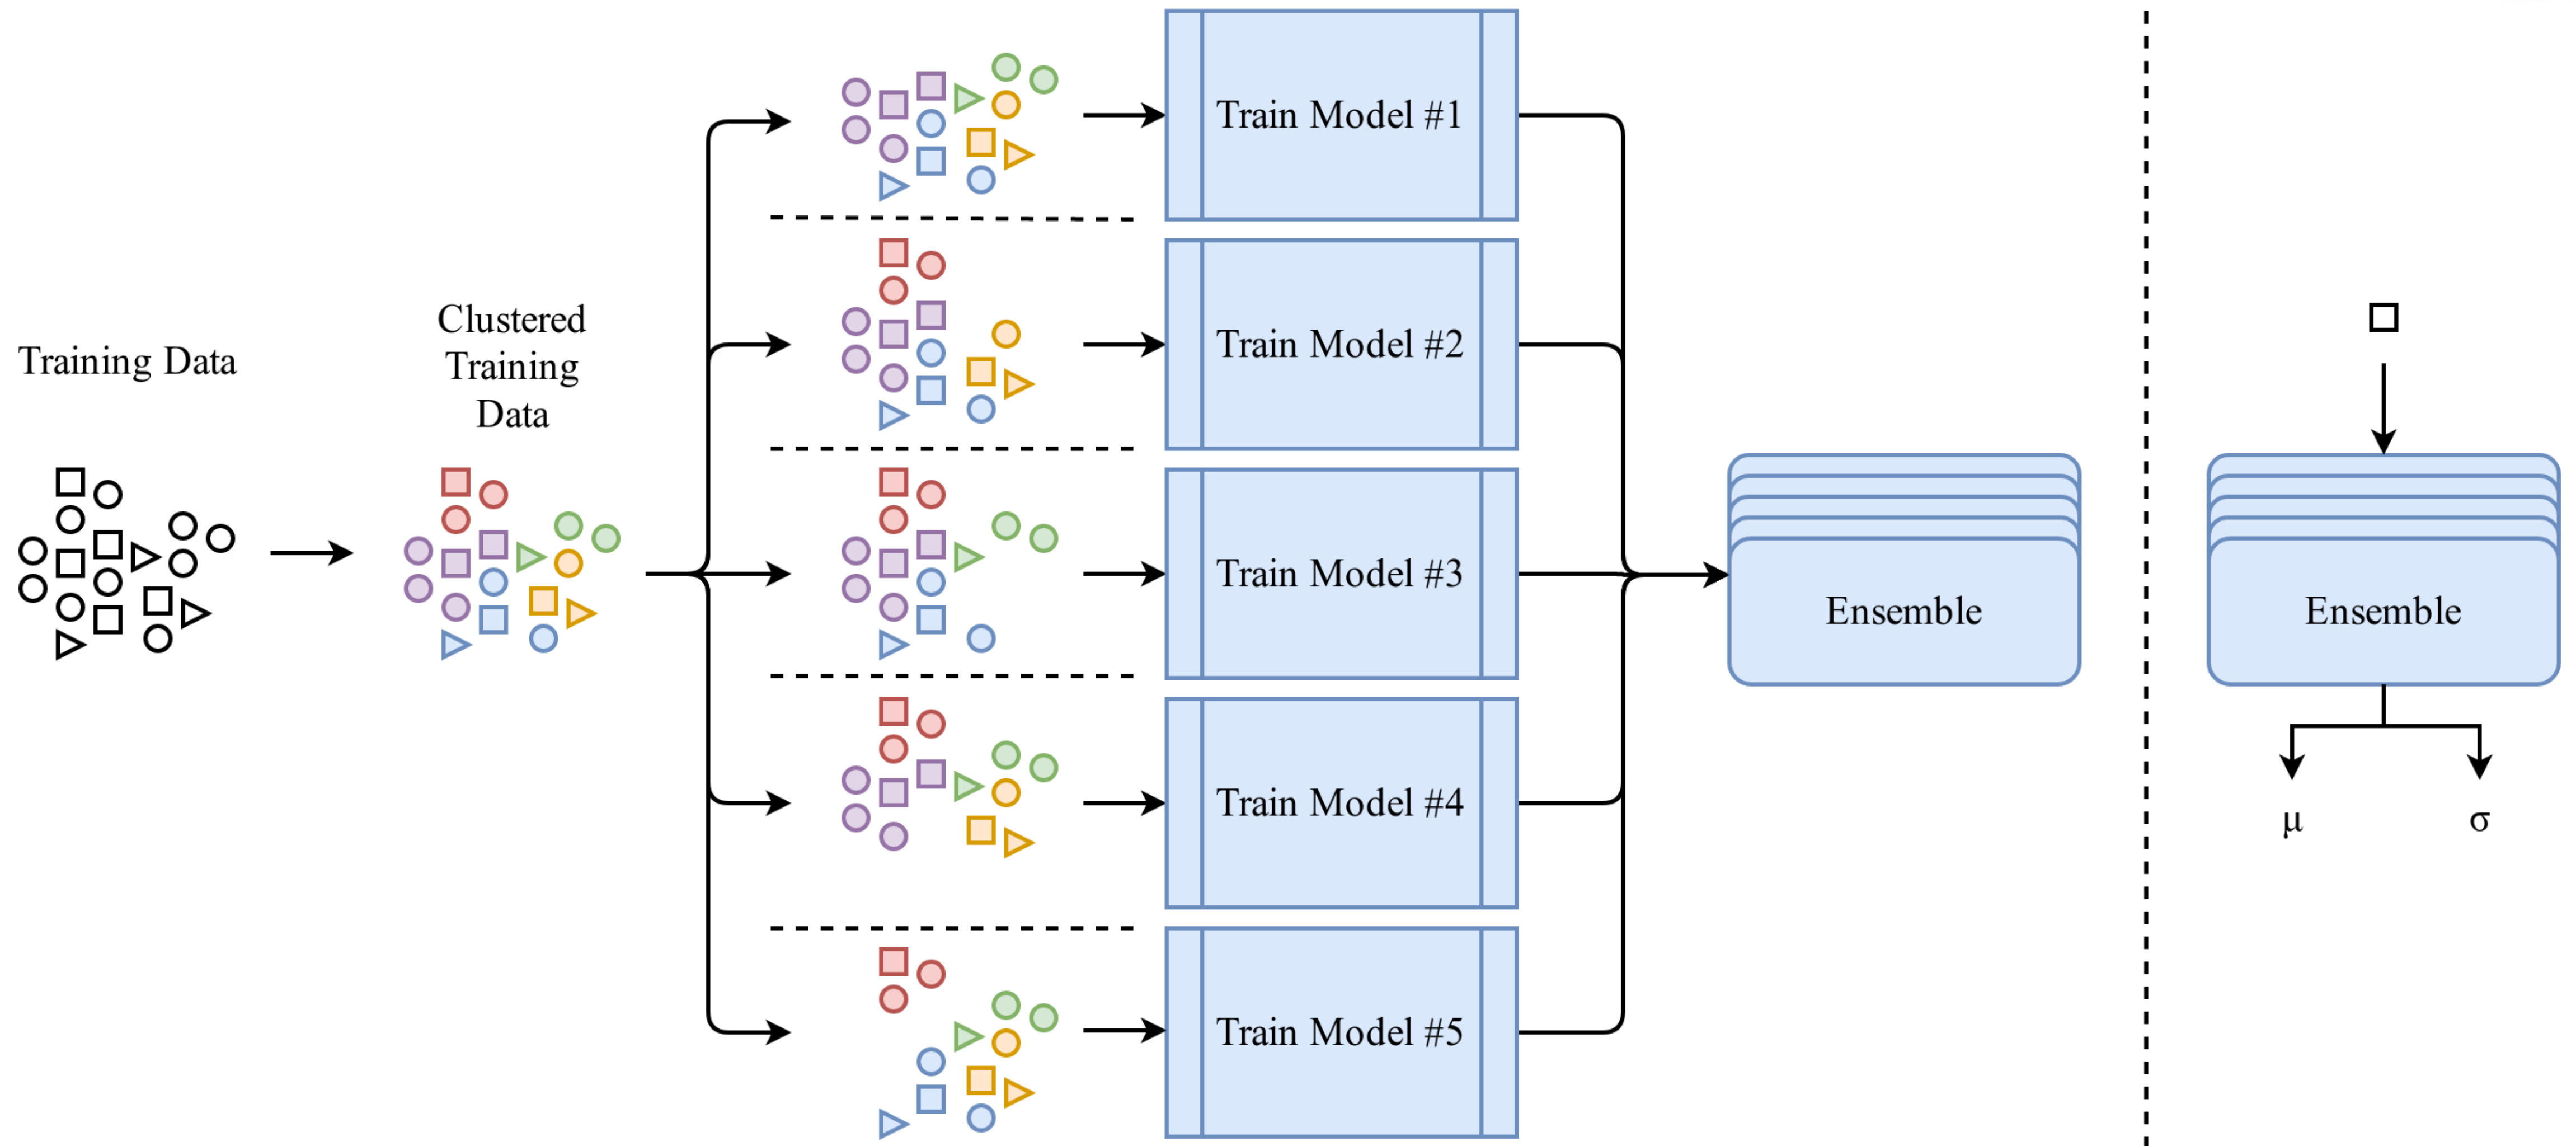 Training Data
Clustered
Training
Data
Train Model #1
Train Model #2
Train Model #3
Train Model #4
Train Model #5
Ensemble
Ensemble
μ
σ